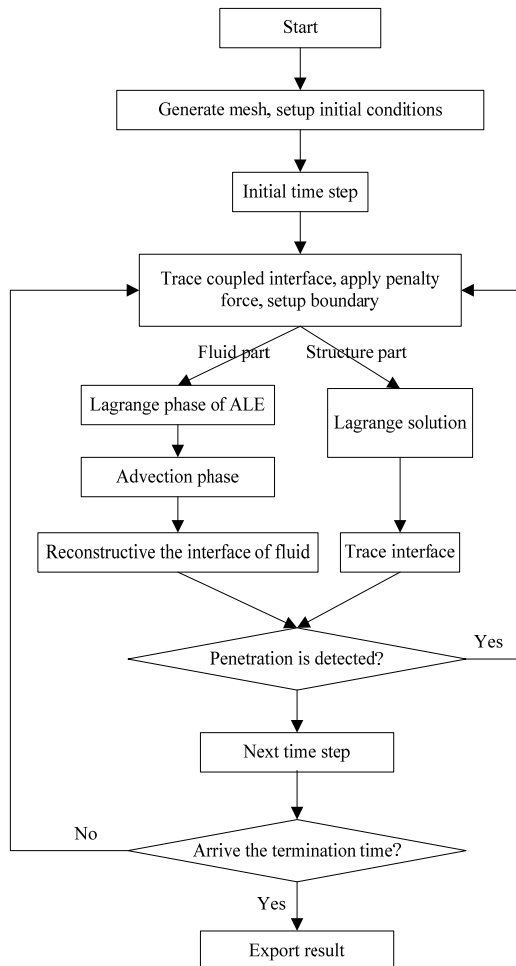 Start
Generate mesh, setup initial conditions
Initial time step
Trace coupled interface, apply penalty
force, setup boundary
Fluid part
Structure part
Lagrange phase of ALE
Lagrange solution
Advection phase
Reconstructive the interface of fluid
Trace interface
Penetration is detected?
Yes
Next time step
No
Arrive the termination time?
Yes
Export result